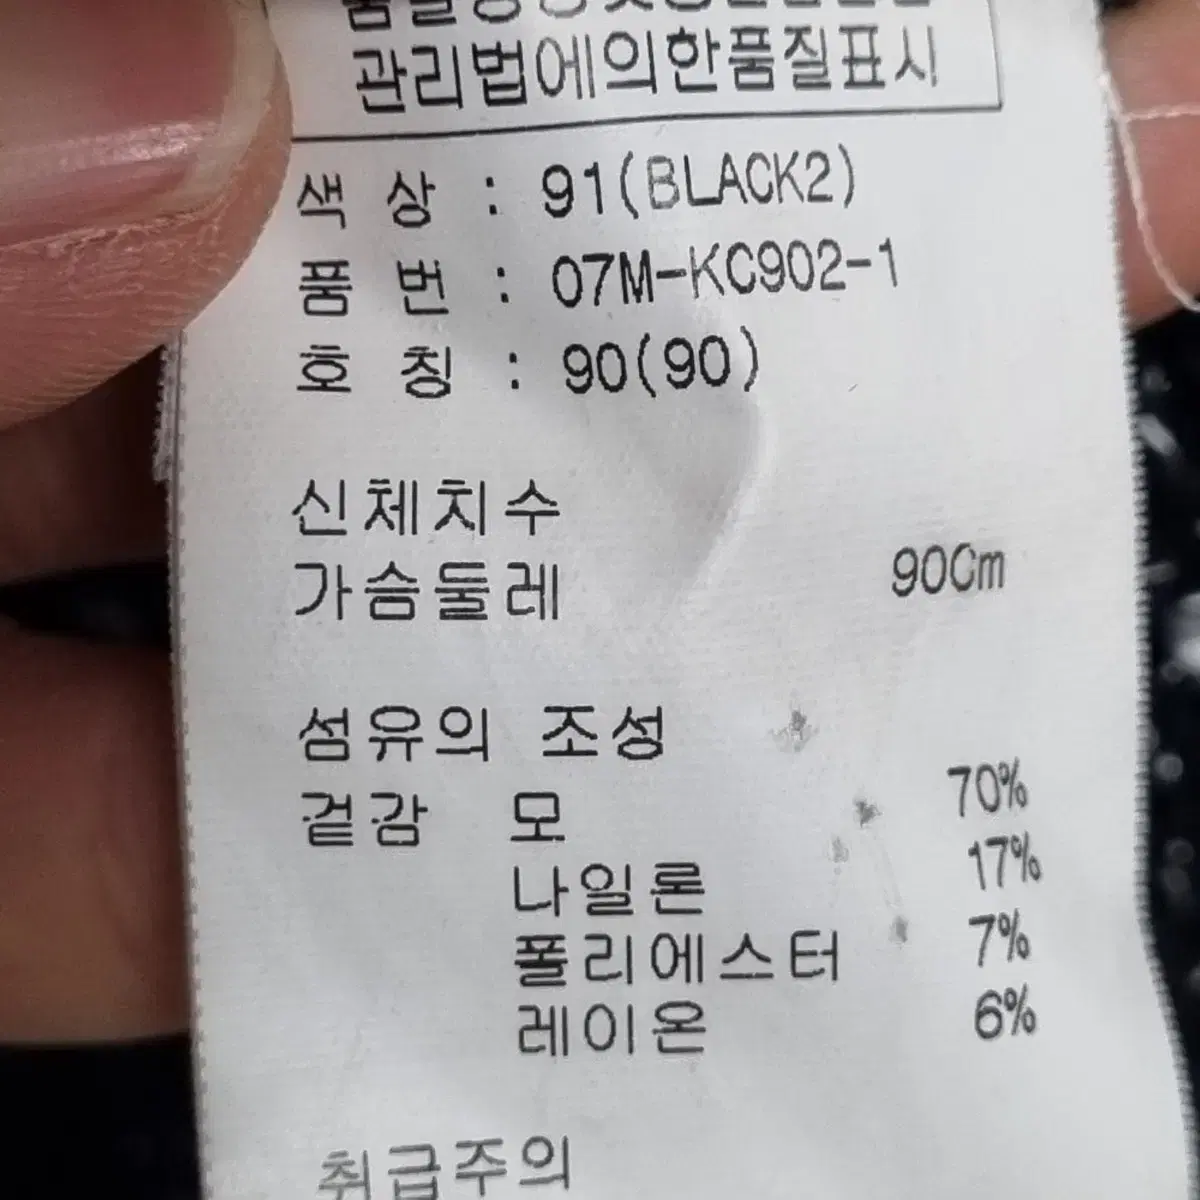 관리법에의한품질표시
색 상 : 91(BLACK2)
품 번 : 07M-KC902-1
호 칭 : 90(90)
신체치수
가슴둘레 90Cm
섬유의 조성
겉감 모 70%
나일론 17%
폴리에스터 7%
레이온 6%
취급주의